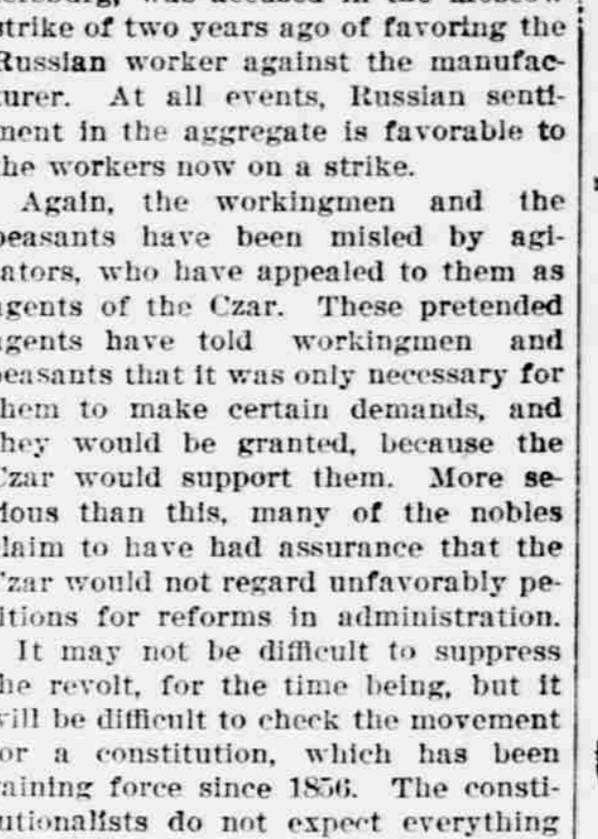 strike of two years ago of favoring the
Russian worker against the manufac-
turer. At all events, Russian senti-
ment in the aggregate is favorable to
the workers now on a strike.
Again, the workingmen and the
peasants have been misled by agi-
tators, who have appealed to them as
agents of the Czar. These pretended
agents have told workingmen and
peasants that it was only necessary for
them to make certain demands, and
they would be granted, because the
Czar would support them. More se-
rious than this, many of the nobles
claim to have had assurance that the
Czar would not regard unfavorably pe-
titions for reforms in administration.
It may not be difficult to suppress
the revolt, for the time being, but it
will be difficult to check the movement
for a constitution, which has been
gaining force since 1856. The consti-
tutionalists do not expect everything